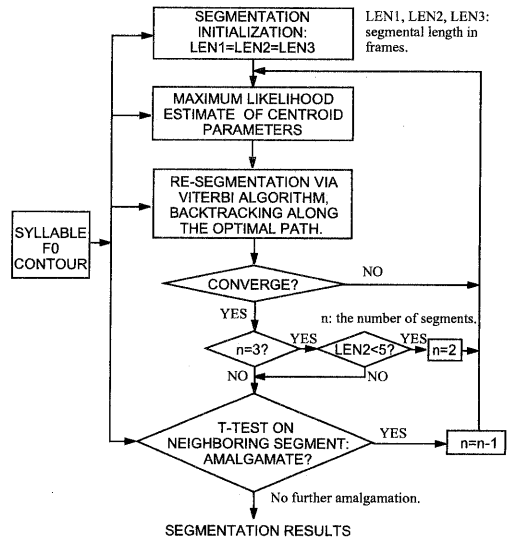 SEGMENTATION
INITIALIZATION:
LEN1=LEN2=LEN3
LEN1, LEN2, LEN3:
segmental length in
frames.
MAXIMUM LIKELIHOOD
ESTIMATE OF CENTROID
PARAMETERS
RE-SEGMENTATION VIA
VITERBI ALGORITHM,
BACKTRACKING ALONG
THE OPTIMAL PATH.
SYLLABLE
F0
CONTOUR
CONVERGE?
NO
YES
n: the number of segments.
n=3?
YES
LEN2<5?
YES
n=2
NO
NO
T-TEST ON
NEIGHBORING SEGMENT:
AMALGAMATE?
YES
n=n-1
No further amalgamation.
SEGMENTATION RESULTS